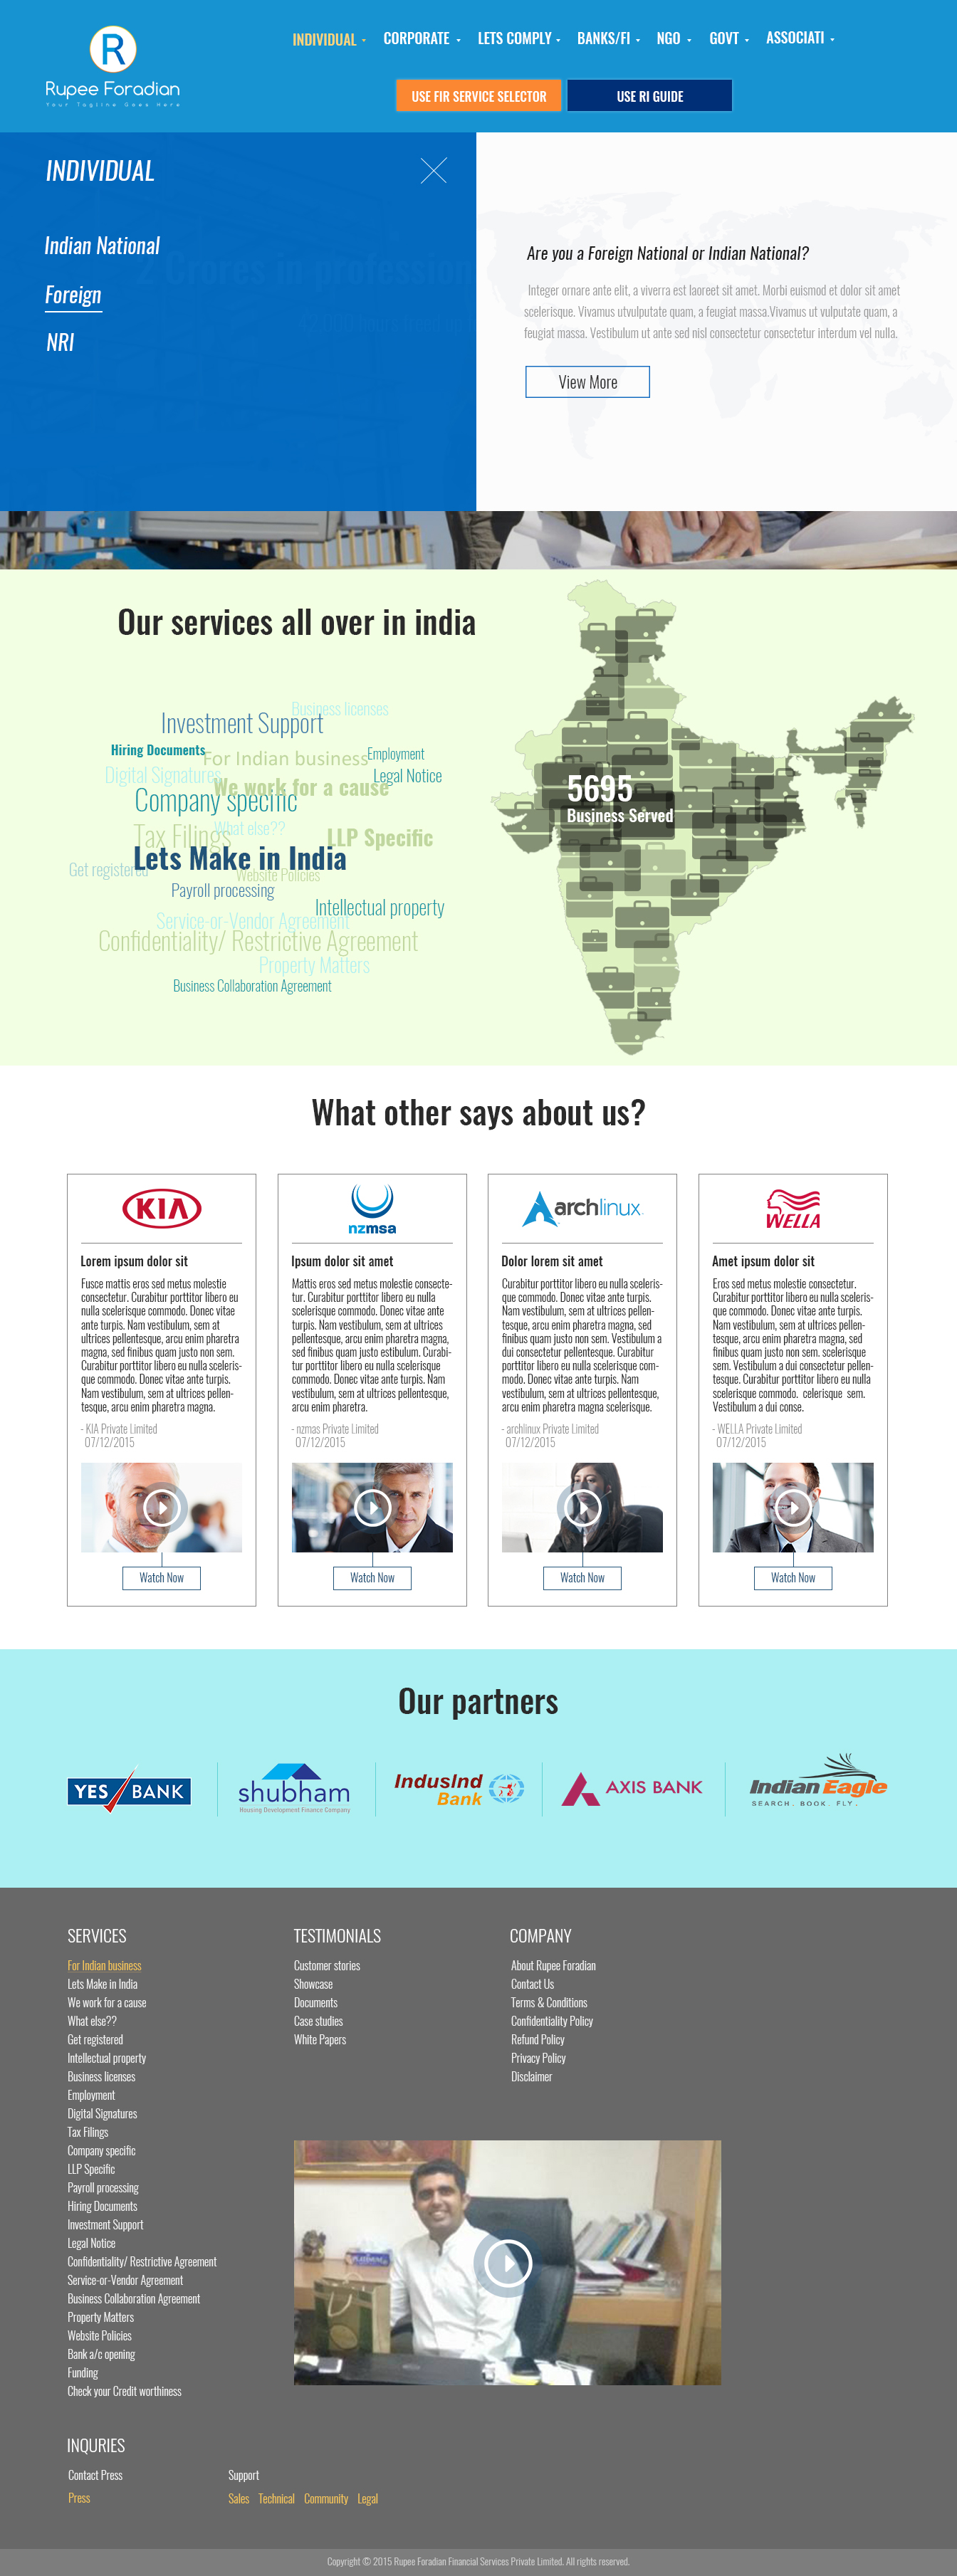 R
Rupee Foradian
Your Tagline Goes Here
INDIVIDUAL CORPORATE LETS COMPLY BANKS/FI NGO GOVT ASSOCIATI
USE FIR SERVICE SELECTOR USE RI GUIDE
INDIVIDUAL
Indian National
Foreign
NRI
Are you a Foreign National or Indian National?
Integer ornare ante elit, a viverra est laoreet sit amet. Morbi euismod et dolor sit amet
scelerisque. Vivamus utvulputate quam, a feugiat massa.Vivamus ut vulputate quam, a
feugiat massa. Vestibulum ut ante sed nisl consectetur consectetur interdum vel nulla.
View More
2 Crores in profession
Our services all over in india
Business licenses
Investment Support
Hiring Documents
For Indian business
Employment
Digital Signatures
Legal Notice
We work for a cause
Company specific
What else??
Tax Filings
LLP Specific
Lets Make in India
Get registered
Website Policies
Payroll processing
Intellectual property
Service-or-Vendor Agreement
Confidentiality/ Restrictive Agreement
Property Matters
Business Collaboration Agreement
5695
Business Served
What other says about us?
KIA
Lorem ipsum dolor sit
Fusce mattis eros sed metus molestie
consectetur. Curabitur porttitor libero eu
nulla scelerisque commodo. Donec vitae
ante turpis. Nam vestibulum, sem at
ultrices pellentesque, arcu enim pharetra
magna, sed finibus quam justo non sem.
Curabitur porttitor libero eu nulla sceleris-
que commodo. Donec vitae ante turpis.
Nam vestibulum, sem at ultrices pellen-
tesque, arcu enim pharetra magna.
- KIA Private Limited
07/12/2015
Watch Now
nzmsa
Ipsum dolor sit amet
Mattis eros sed metus molestie consecte-
tur. Curabitur porttitor libero eu nulla
scelerisque commodo. Donec vitae ante
turpis. Nam vestibulum, sem at ultrices
pellentesque, arcu enim pharetra magna,
sed finibus quam justo estibulum. Curabi-
tur porttitor libero eu nulla scelerisque
commodo. Donec vitae ante turpis. Nam
vestibulum, sem at ultrices pellentesque,
arcu enim pharetra.
- nzmas Private Limited
07/12/2015
Watch Now
archlinux
Dolor lorem sit amet
Curabitur porttitor libero eu nulla sceleris-
que commodo. Donec vitae ante turpis.
Nam vestibulum, sem at ultrices pellen-
tesque, arcu enim pharetra magna, sed
finibus quam justo non sem. Vestibulum a
dui consectetur pellentesque. Curabitur
porttitor libero eu nulla scelerisque com-
modo. Donec vitae ante turpis. Nam
vestibulum, sem at ultrices pellentesque,
arcu enim pharetra magna scelerisque.
- archlinux Private Limited
07/12/2015
Watch Now
WELLA
Amet ipsum dolor sit
Eros sed metus molestie consectetur.
Curabitur porttitor libero eu nulla sceleris-
que commodo. Donec vitae ante turpis.
Nam vestibulum, sem at ultrices pellen-
tesque, arcu enim pharetra magna, sed
finibus quam justo non sem. scelerisque
sem. Vestibulum a dui consectetur pellen-
tesque. Curabitur porttitor libero eu nulla
scelerisque commodo. celerisque sem.
Vestibulum a dui conse.
- WELLA Private Limited
07/12/2015
Watch Now
Our partners
YES BANK
shubham
Housing Development Finance Company
IndusInd
Bank
AXIS BANK
Indian Eagle
SEARCH. BOOK. FLY.
SERVICES
For Indian business
Lets Make in India
We work for a cause
What else??
Get registered
Intellectual property
Business licenses
Employment
Digital Signatures
Tax Filings
Company specific
LLP Specific
Payroll processing
Hiring Documents
Investment Support
Legal Notice
Confidentiality/ Restrictive Agreement
Service-or-Vendor Agreement
Business Collaboration Agreement
Property Matters
Website Policies
Bank a/c opening
Funding
Check your Credit worthiness
TESTIMONIALS
Customer stories
Showcase
Documents
Case studies
White Papers
COMPANY
About Rupee Foradian
Contact Us
Terms & Conditions
Confidentiality Policy
Refund Policy
Privacy Policy
Disclaimer
INQURIES
Contact Press
Press
Support
Sales Technical Community Legal
Copyright © 2015 Rupee Foradian Financial Services Private Limited. All rights reserved.